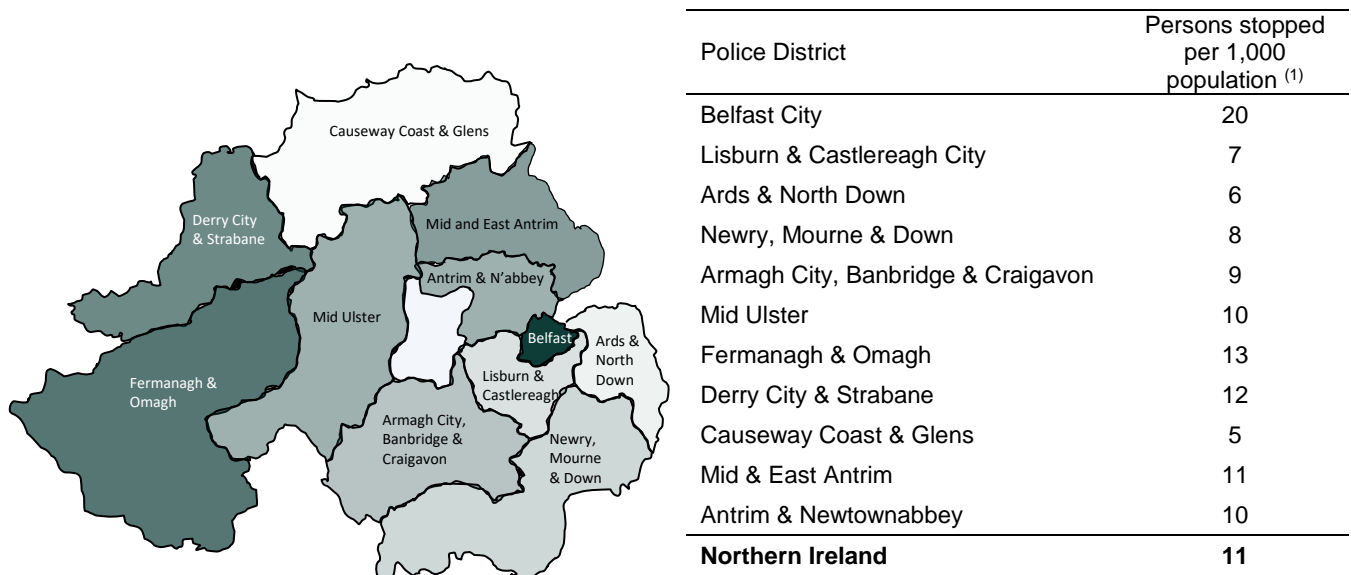 Causeway Coast & Glens
Derry City
& Strabane
Mid and East Antrim
Antrim & N'abbey
Mid Ulster
Belfast
Ards &
North
Down
Fermanagh &
Omagh
Lisburn &
Castlereagh
Armagh City,
Banbridge &
Craigavon
Newry,
Mourne
& Down
Police District
Persons stopped
per 1,000
population (1)
Belfast City 20
Lisburn & Castlereagh City 7
Ards & North Down 6
Newry, Mourne & Down 8
Armagh City, Banbridge & Craigavon 9
Mid Ulster 10
Fermanagh & Omagh 13
Derry City & Strabane 12
Causeway Coast & Glens 5
Mid & East Antrim 11
Antrim & Newtownabbey 10
Northern Ireland 11